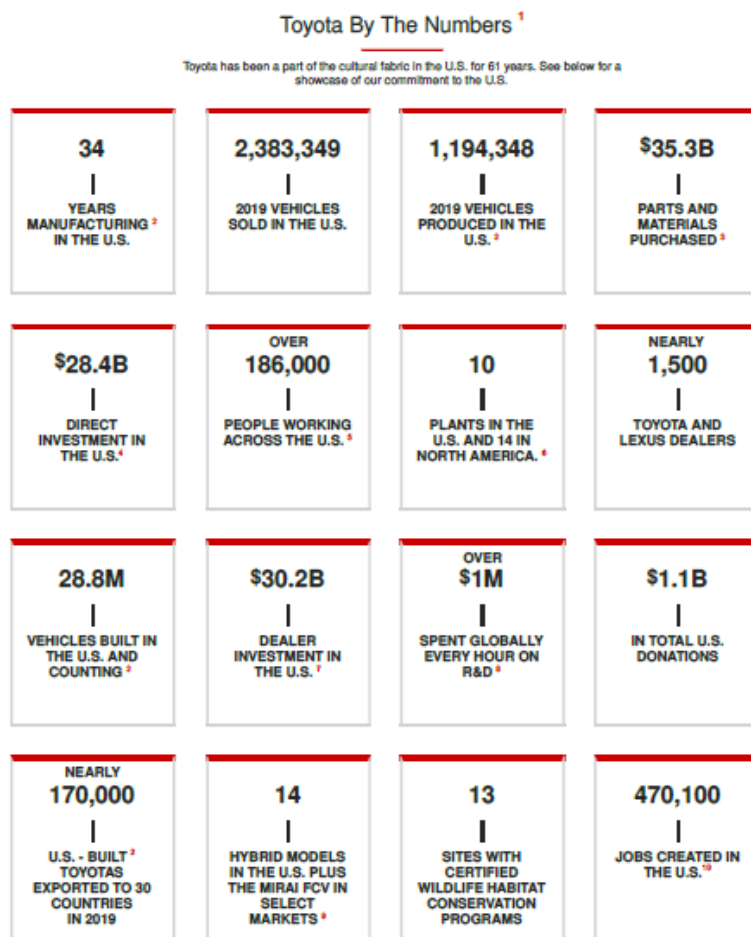 Toyota By The Numbers 1
Toyota has been a part of the cultural fabric in the U.S. for 61 years. See below for a
showcase of our commitment to the U.S.
34
YEARS
MANUFACTURING 2
IN THE U.S.
2,383,349
2019 VEHICLES
SOLD IN THE U.S.
1,194,348
2019 VEHICLES
PRODUCED IN THE
U.S. 2
$35.3B
PARTS AND
MATERIALS
PURCHASED 3
$28.4B
DIRECT
INVESTMENT IN
THE U.S.4
OVER
186,000
PEOPLE WORKING
ACROSS THE U.S. 5
10
PLANTS IN THE
U.S. AND 14 IN
NORTH AMERICA. 6
NEARLY
1,500
TOYOTA AND
LEXUS DEALERS
28.8M
VEHICLES BUILT IN
THE U.S. AND
COUNTING 2
$30.2B
DEALER
INVESTMENT IN
THE U.S. 7
OVER
$1M
SPENT GLOBALLY
EVERY HOUR ON
R&D 8
$1.1B
IN TOTAL U.S.
DONATIONS
NEARLY
170,000
U.S. - BUILT 2
TOYOTAS
EXPORTED TO 30
COUNTRIES
IN 2019
14
HYBRID MODELS
IN THE U.S. PLUS
THE MIRAI FCV IN
SELECT
MARKETS 9
13
SITES WITH
CERTIFIED
WILDLIFE HABITAT
CONSERVATION
PROGRAMS
470,100
JOBS CREATED IN
THE U.S.10